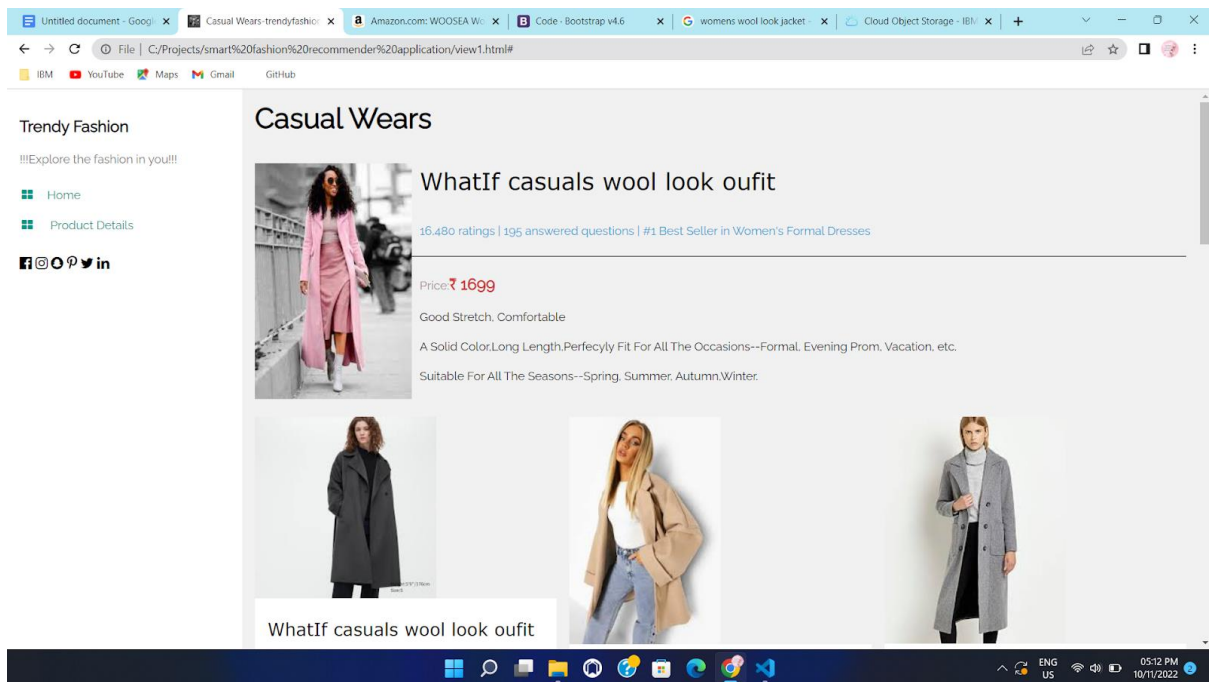 Untitled document - Googl
Casual Wears-trendyfashion
Amazon.com: WOOSEA Wo
Code · Bootstrap v4.6
womens wool look jacket -
Cloud Object Storage - IBM
File | C:/Projects/smart%20fashion%20recommender%20application/view1.html#
IBM YouTube Maps Gmail GitHub
Trendy Fashion
!!!Explore the fashion in you!!!
Home
Product Details
Casual Wears
WhatIf casuals wool look oufit
16,480 ratings | 195 answered questions | #1 Best Seller in Women's Formal Dresses
Price:₹ 1699
Good Stretch, Comfortable
A Solid Color,Long Length,Perfecyly Fit For All The Occasions--Formal, Evening Prom, Vacation, etc.
Suitable For All The Seasons--Spring, Summer, Autumn,Winter.
WhatIf casuals wool look oufit
ENG
US
05:12 PM
10/11/2022
2